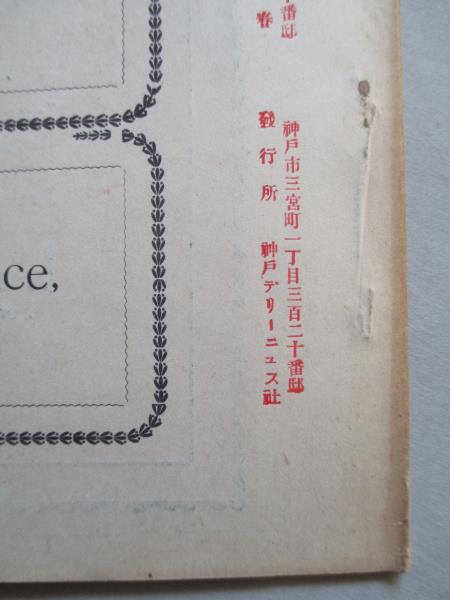 十番邸
春
神戸市三宮町一丁目三百二十番邸
發行所 神戸デリーニュス社
ce,